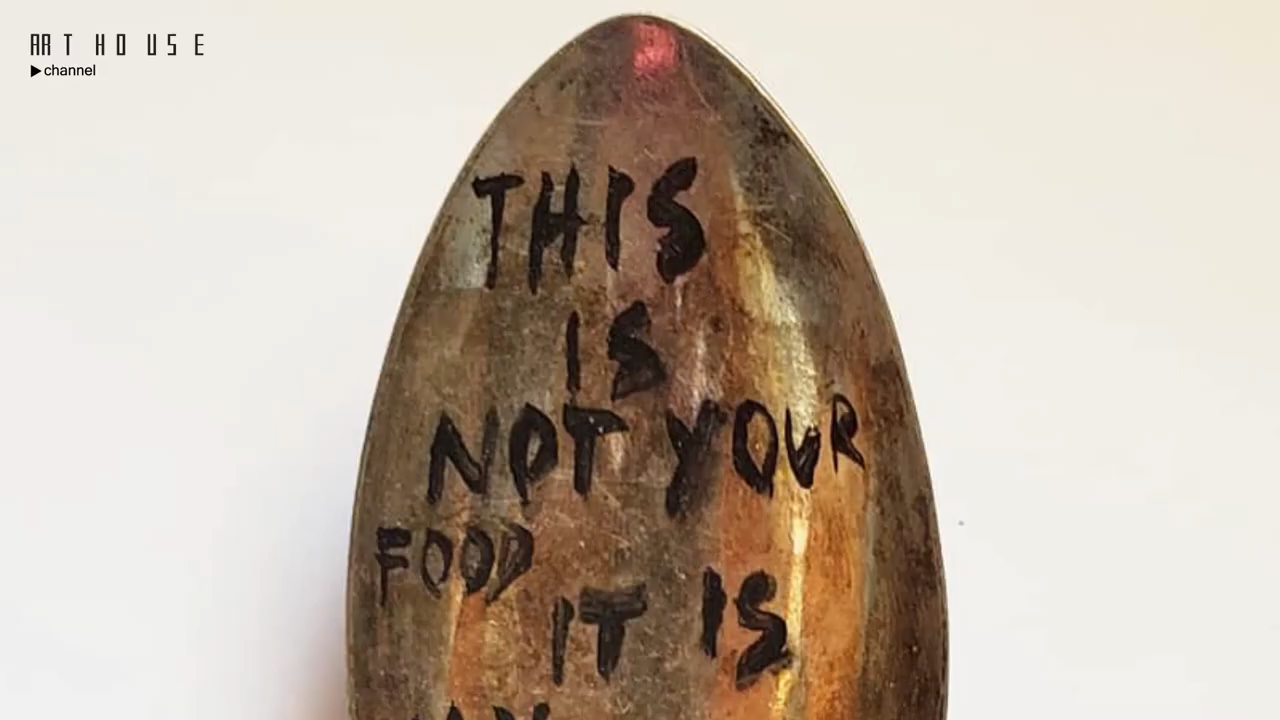 ART HOUSE
channel
THIS
IS
NOT YOUR
FOOD
IT IS